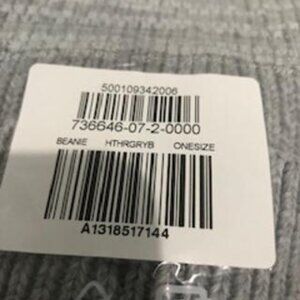 500109342006
736646-07-2-0000
BEANIE HTHRGRYB ONESIZE
A1318517144